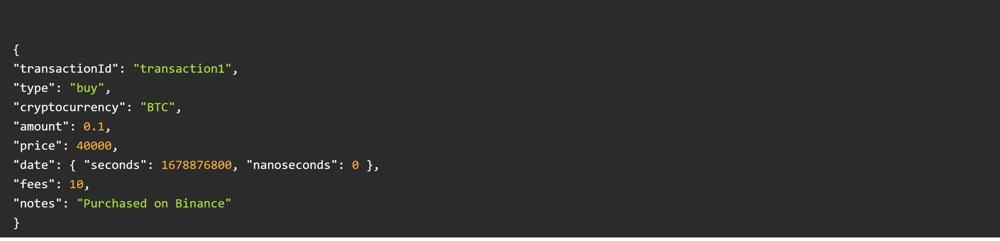 {
"transactionId": "transaction1",
"type": "buy",
"cryptocurrency": "BTC",
"amount": 0.1,
"price": 40000,
"date": { "seconds": 1678876800, "nanoseconds": 0 },
"fees": 10,
"notes": "Purchased on Binance"
}